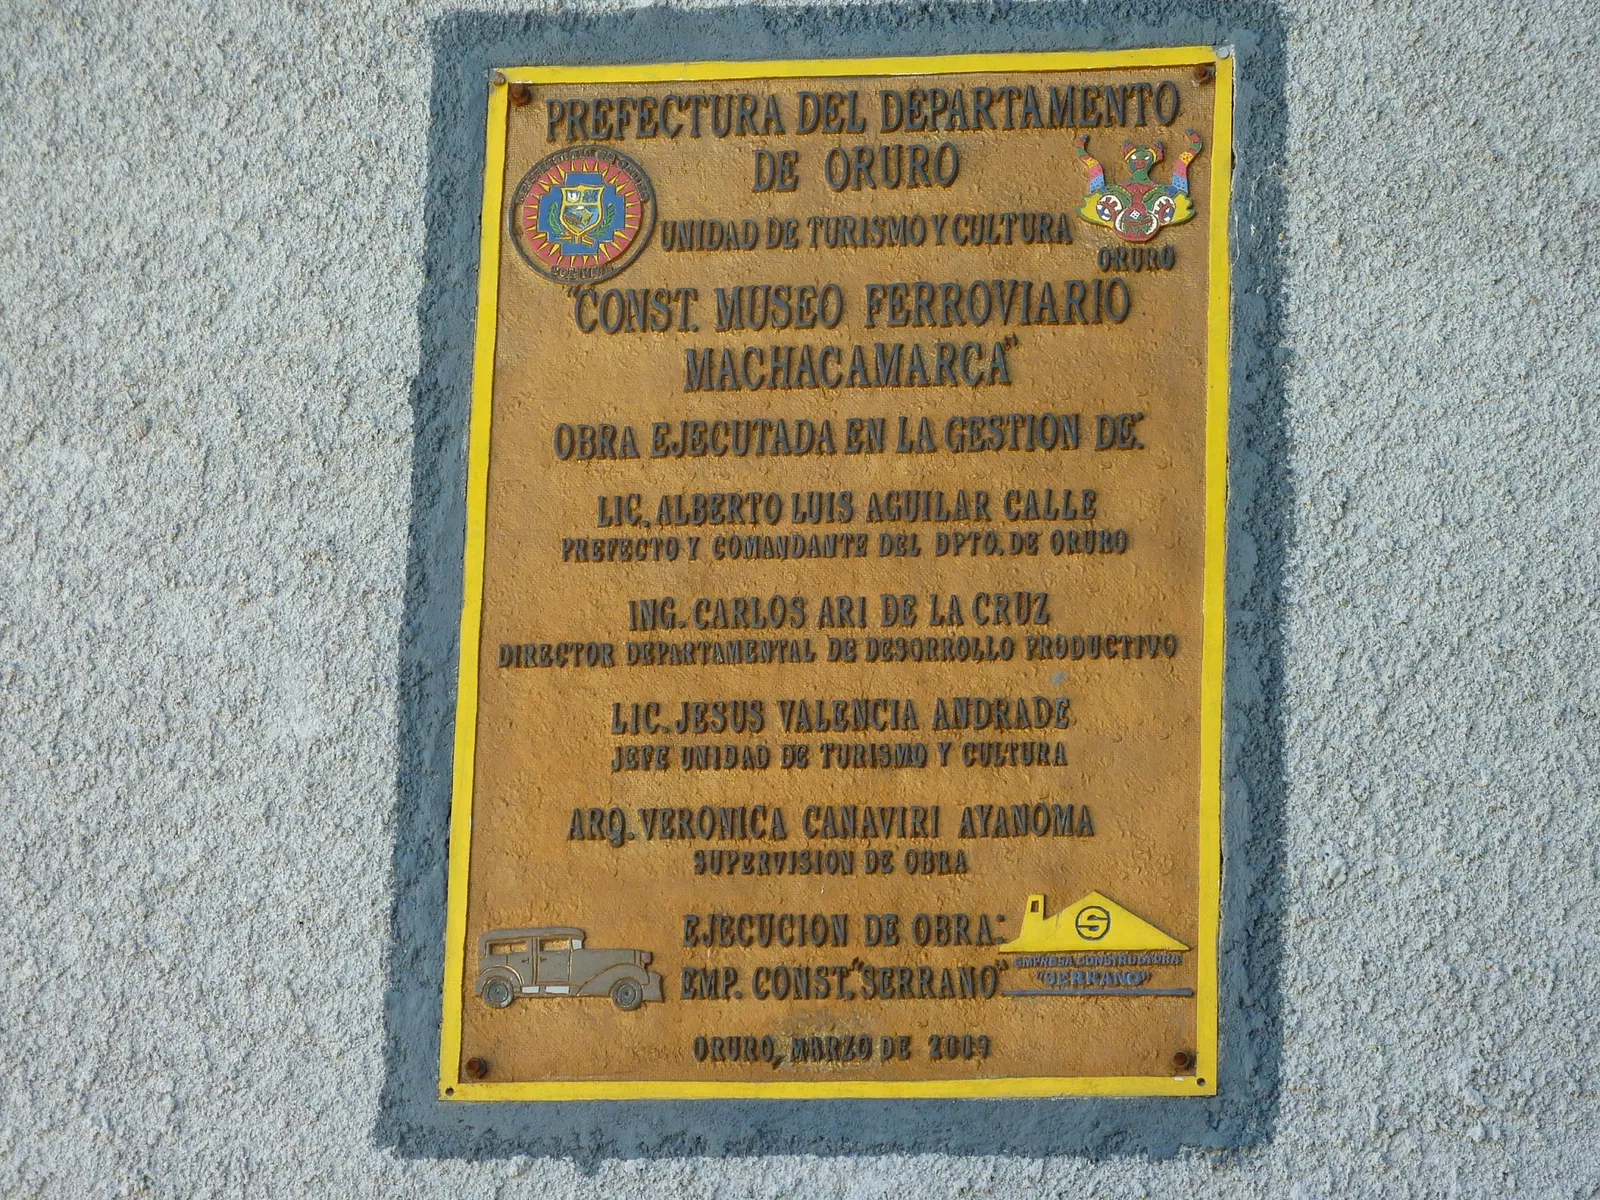 PREFECTURA DEL DEPARTAMENTO
DE ORURO
UNIDAD DE TURISMO Y CULTURA
ORURO
"CONST. MUSEO FERROVIARIO
MACHACAMARCA"
OBRA EJECUTADA EN LA GESTION DE:
LIC. ALBERTO LUIS AGUILAR CALLE
PREFECTO Y COMANDANTE DEL DPTO. DE ORURO
ING. CARLOS ARI DE LA CRUZ
DIRECTOR DEPARTAMENTAL DE DESORROLLO PRODUCTIVO
LIC. JESUS VALENCIA ANDRADE
JEFE UNIDAD DE TURISMO Y CULTURA
ARQ. VERONICA CANAVIRI AYANOMA
SUPERVISION DE OBRA
EJECUCION DE OBRA:
EMP. CONST. "SERRANO"
S
EMPRESA CONSTRUCTORA
"SERRANO"
ORURO, MARZO DE 2009